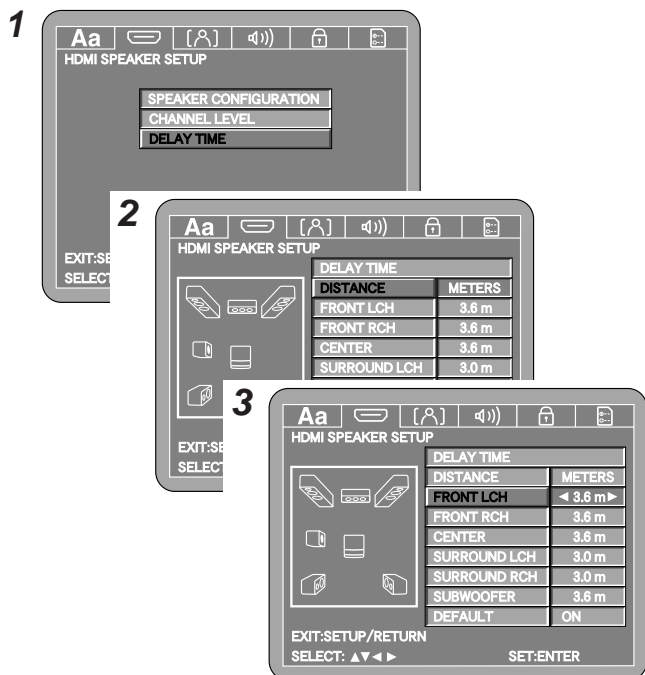 1
Aa
HDMI SPEAKER SETUP
SPEAKER CONFIGURATION
CHANNEL LEVEL
DELAY TIME
2
Aa
HDMI SPEAKER SETUP
DELAY TIME
DISTANCE METERS
FRONT LCH 3.6 m
FRONT RCH 3.6 m
CENTER 3.6 m
SURROUND LCH 3.0 m
3
Aa
HDMI SPEAKER SETUP
DELAY TIME
DISTANCE METERS
FRONT LCH ◄ 3.6 m►
FRONT RCH 3.6 m
CENTER 3.6 m
SURROUND LCH 3.0 m
SURROUND RCH 3.0 m
SUBWOOFER 3.6 m
DEFAULT ON
EXIT:SETUP/RETURN
SELECT: ▲▼◄ ► SET:ENTER